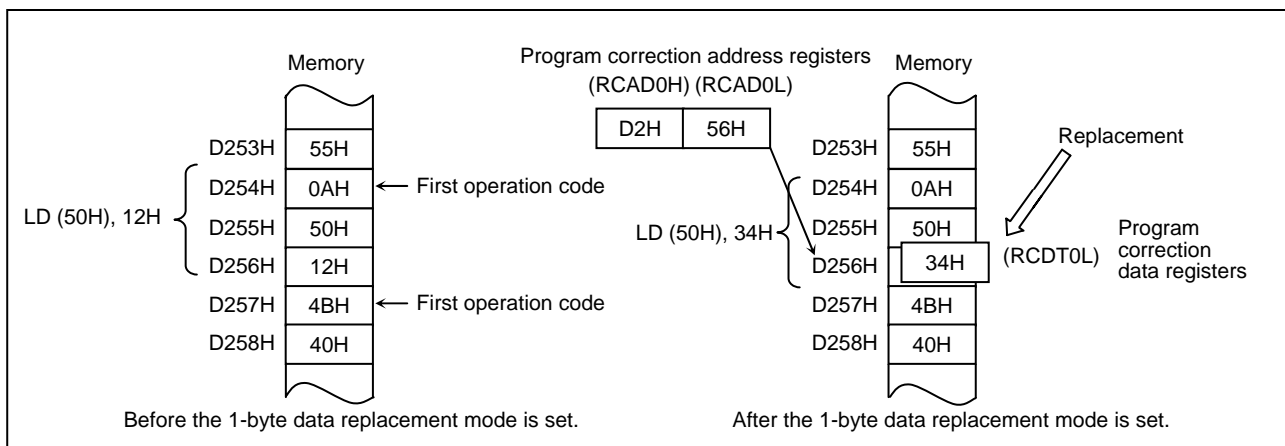 Memory
D253H 55H
D254H 0AH First operation code
LD (50H), 12H
D255H 50H
D256H 12H
D257H 4BH First operation code
D258H 40H
Before the 1-byte data replacement mode is set.
Program correction address registers
(RCAD0H) (RCAD0L)
D2H 56H
Memory
Replacement
D253H 55H
D254H 0AH
LD (50H), 34H
D255H 50H
D256H 34H (RCDT0L)
Program
correction
data registers
D257H 4BH
D258H 40H
After the 1-byte data replacement mode is set.